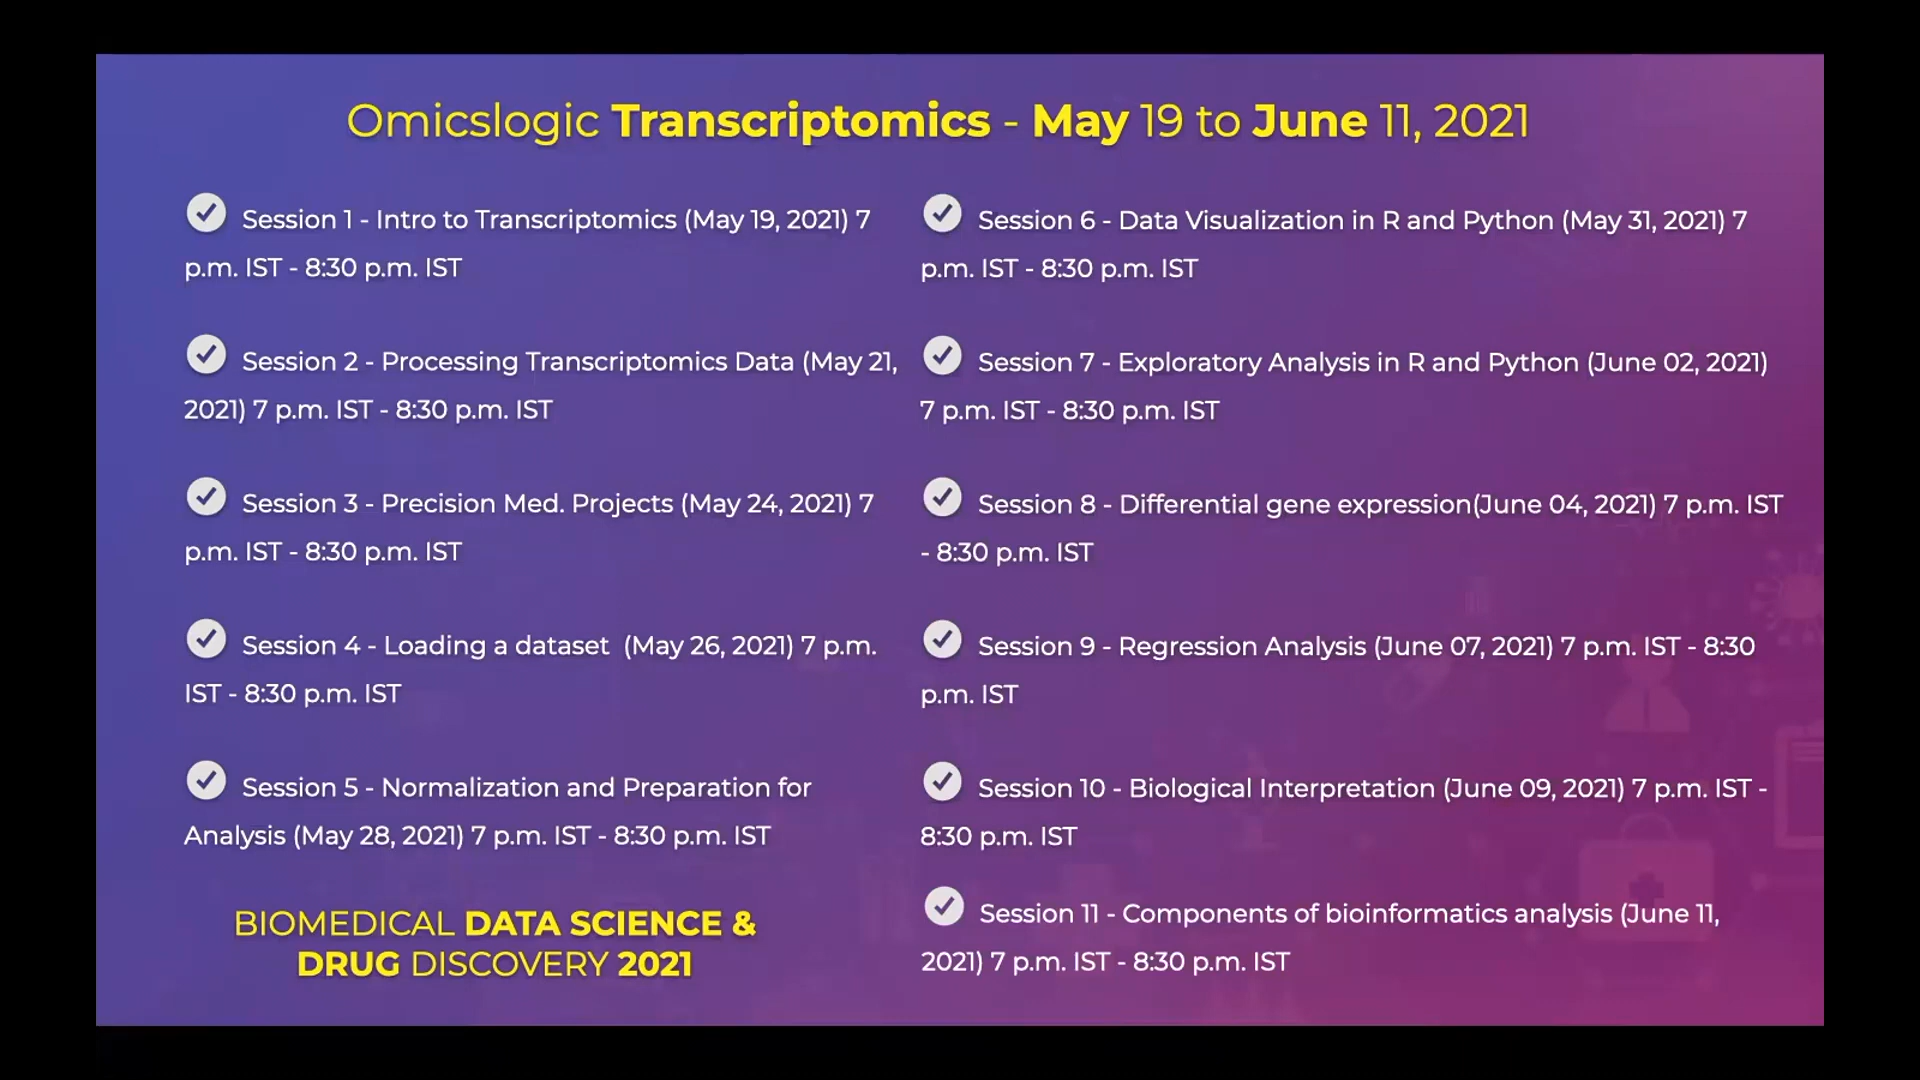 Omicslogic Transcriptomics - May 19 to June 11, 2021
Session 1 - Intro to Transcriptomics (May 19, 2021) 7
p.m. IST - 8:30 p.m. IST
Session 2 - Processing Transcriptomics Data (May 21,
2021) 7 p.m. IST - 8:30 p.m. IST
Session 3 - Precision Med. Projects (May 24, 2021) 7
p.m. IST - 8:30 p.m. IST
Session 4 - Loading a dataset  (May 26, 2021) 7 p.m.
IST - 8:30 p.m. IST
Session 5 - Normalization and Preparation for
Analysis (May 28, 2021) 7 p.m. IST - 8:30 p.m. IST
BIOMEDICAL DATA SCIENCE &
DRUG DISCOVERY 2021
Session 6 - Data Visualization in R and Python (May 31, 2021) 7
p.m. IST - 8:30 p.m. IST
Session 7 - Exploratory Analysis in R and Python (June 02, 2021)
7 p.m. IST - 8:30 p.m. IST
Session 8 - Differential gene expression(June 04, 2021) 7 p.m. IST
- 8:30 p.m. IST
Session 9 - Regression Analysis (June 07, 2021) 7 p.m. IST - 8:30
p.m. IST
Session 10 - Biological Interpretation (June 09, 2021) 7 p.m. IST -
8:30 p.m. IST
Session 11 - Components of bioinformatics analysis (June 11,
2021) 7 p.m. IST - 8:30 p.m. IST